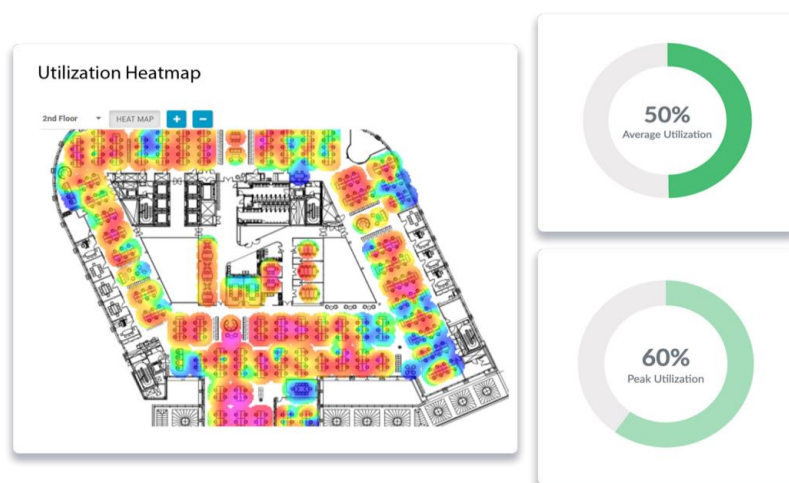 Utilization Heatmap
2nd Floor
HEAT MAP
+
−
50%
Average Utilization
60%
Peak Utilization